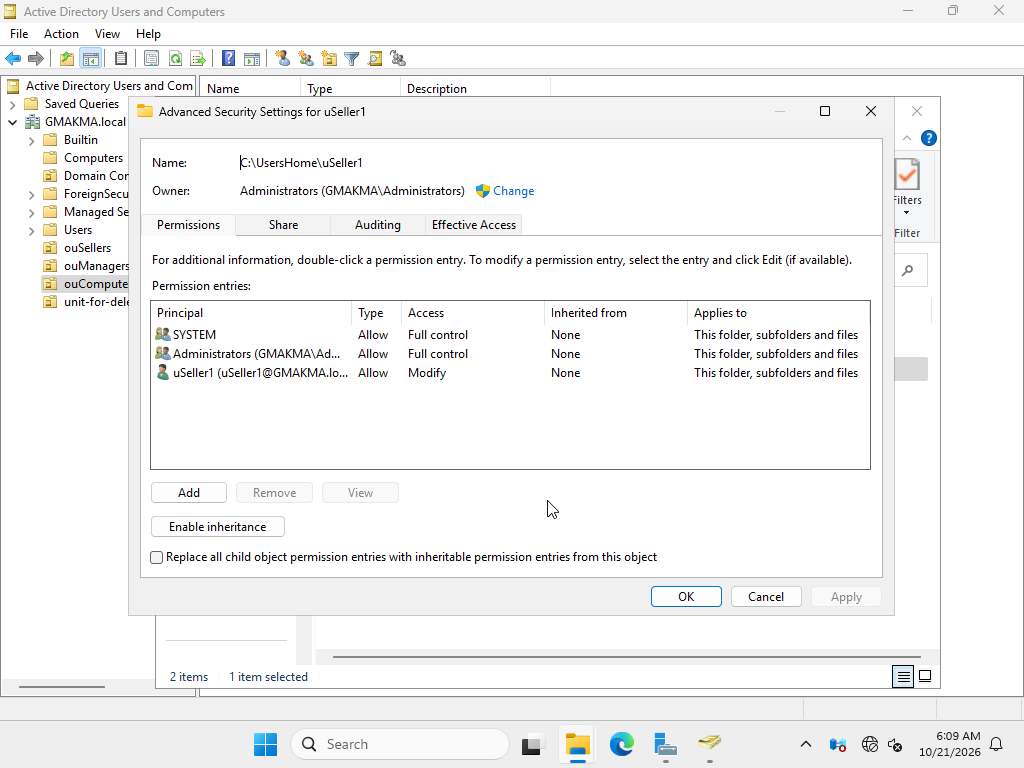 Active Directory Users and Computers
File Action View Help
Active Directory Users and Com
Name Type Description
Saved Queries
GMAKMA.local
Builtin
Computers
Domain Cor
ForeignSecu
Managed Se
Users
ouSellers
ouManagers
ouCompute
unit-for-dele
Advanced Security Settings for uSeller1
Name: C:\UsersHome\uSeller1
Owner: Administrators (GMAKMA\Administrators) Change
Permissions Share Auditing Effective Access
For additional information, double-click a permission entry. To modify a permission entry, select the entry and click Edit (if available).
Permission entries:
Principal Type Access Inherited from Applies to
SYSTEM Allow Full control None This folder, subfolders and files
Administrators (GMAKMA\Ad... Allow Full control None This folder, subfolders and files
uSeller1 (uSeller1@GMAKMA.lo... Allow Modify None This folder, subfolders and files
Add Remove View
Enable inheritance
Replace all child object permission entries with inheritable permission entries from this object
OK Cancel Apply
Filters
Filter
2 items 1 item selected
Search
6:09 AM
10/21/2026